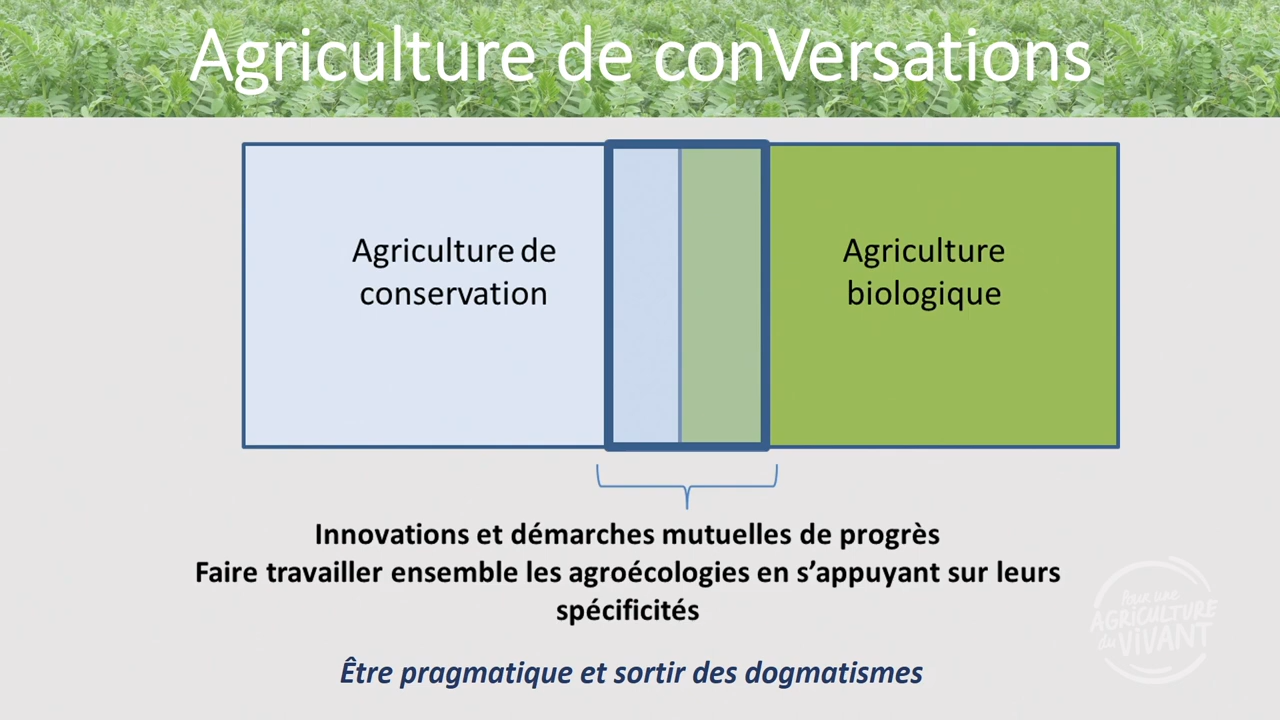 Agriculture de conVersations
Agriculture de
conservation
Agriculture
biologique
Innovations et démarches mutuelles de progrès
Faire travailler ensemble les agroécologies en s’appuyant sur leurs
spécificités
Être pragmatique et sortir des dogmatismes
Pour une
AGRICULTURE
du ViVANT